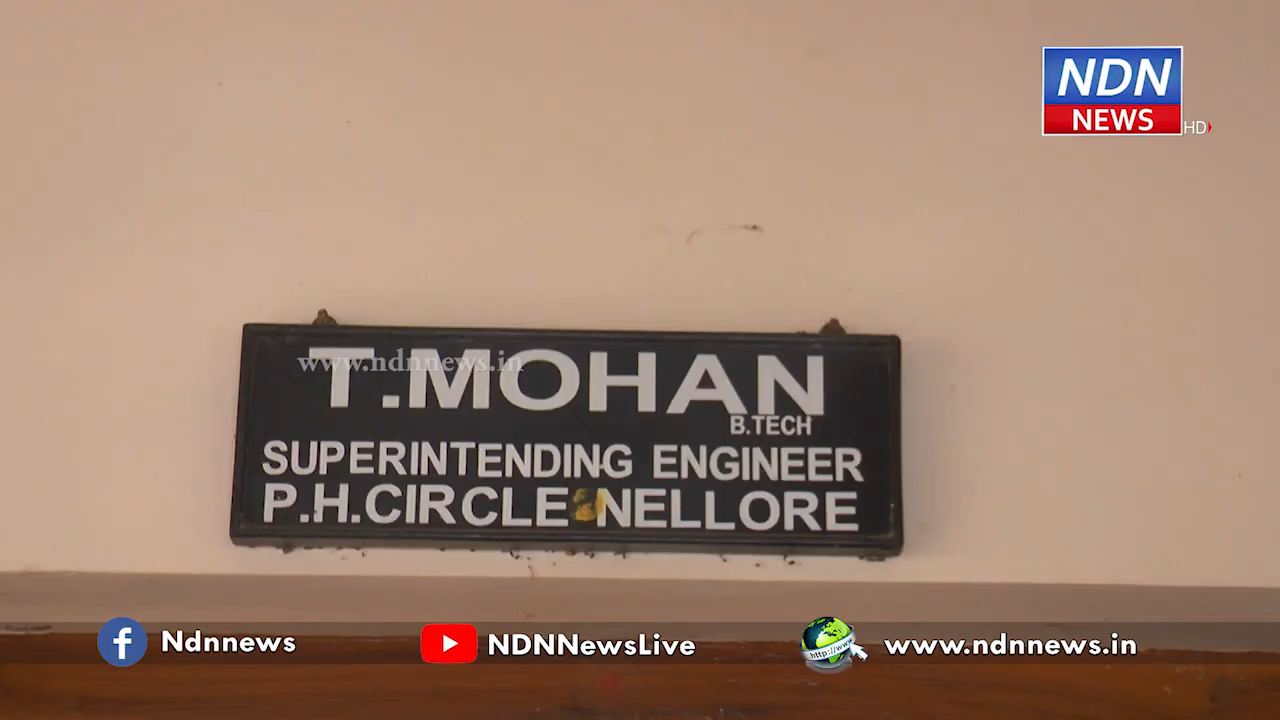 NDN
NEWS
HD
www.ndnnews.in
T.MOHAN
B.TECH
SUPERINTENDING ENGINEER
P.H.CIRCLE NELLORE
Ndnnews
NDNNewsLive
http://www
www.ndnnews.in